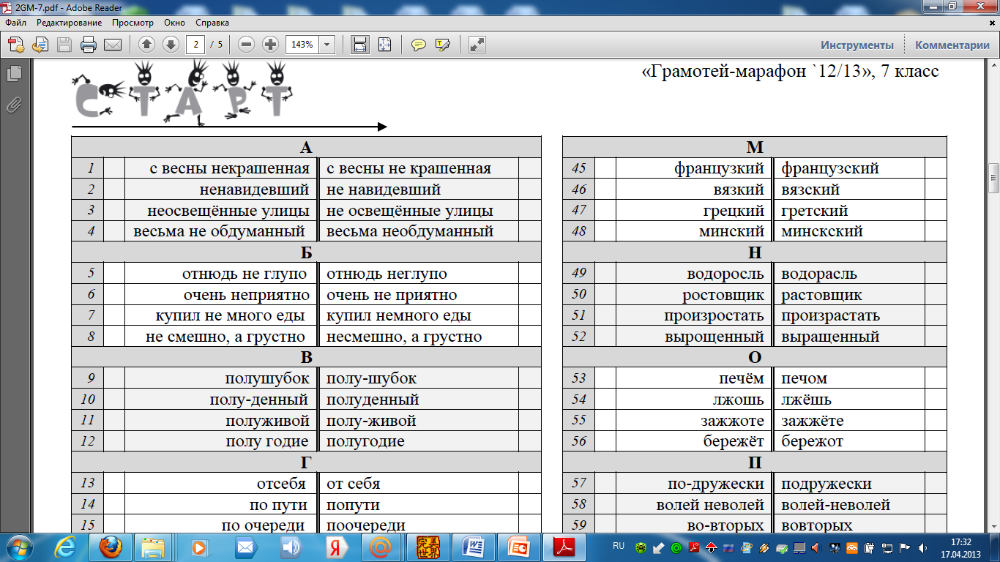 2GM-7.pdf - Adobe Reader
Файл Редактирование Просмотр Окно Справка
2 / 5 143% Инструменты Комментарии
«Грамотей-марафон `12/13», 7 класс
СТАРТ
А
1 с весны некрашенная с весны не крашенная
2 ненавидевший не навидевший
3 неосвещённые улицы не освещённые улицы
4 весьма не обдуманный весьма необдуманный
Б
5 отнюдь не глупо отнюдь неглупо
6 очень неприятно очень не приятно
7 купил не много еды купил немного еды
8 не смешно, а грустно несмешно, а грустно
В
9 полушубок полу-шубок
10 полу-денный полуденный
11 полуживой полу-живой
12 полу годие полугодие
Г
13 отсебя от себя
14 по пути попути
15 по очереди поочереди
М
45 французкий французский
46 вязкий вязский
47 грецкий гретский
48 минский минскский
Н
49 водоросль водорасль
50 ростовщик растовщик
51 произростать произрастать
52 вырощенный выращенный
О
53 печём печом
54 лжошь лжёшь
55 зажжоте зажжёте
56 бережёт бережот
П
57 по-дружески подружески
58 волей неволей волей-неволей
59 во-вторых вовторых
RU
17:32
17.04.2013